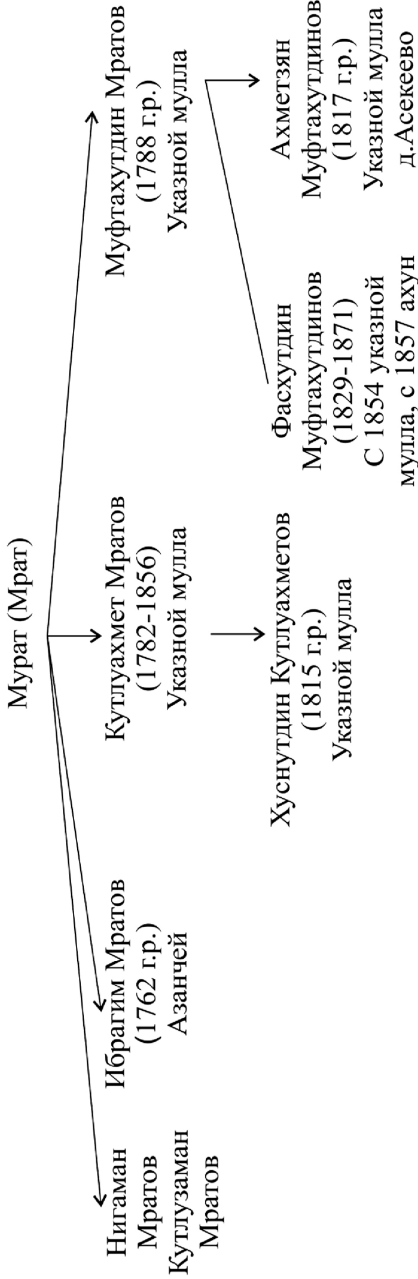 Мурат (Мрат)
Нигаман
Мратов
Кутлузаман
Мратов
Ибрагим Мратов
(1762 г.р.)
Азанчей
Кутлуахмет Мратов
(1782-1856)
Указной мулла
Муфтахутдин Мратов
(1788 г.р.)
Указной мулла
Хуснутдин Кутлуахметов
(1815 г.р.)
Указной мулла
Фасхутдин
Муфтахутдинов
(1829-1871)
С 1854 указной
мулла, с 1857 ахун
Ахметзян
Муфтахутдинов
(1817 г.р.)
Указной мулла
д.Асекеево